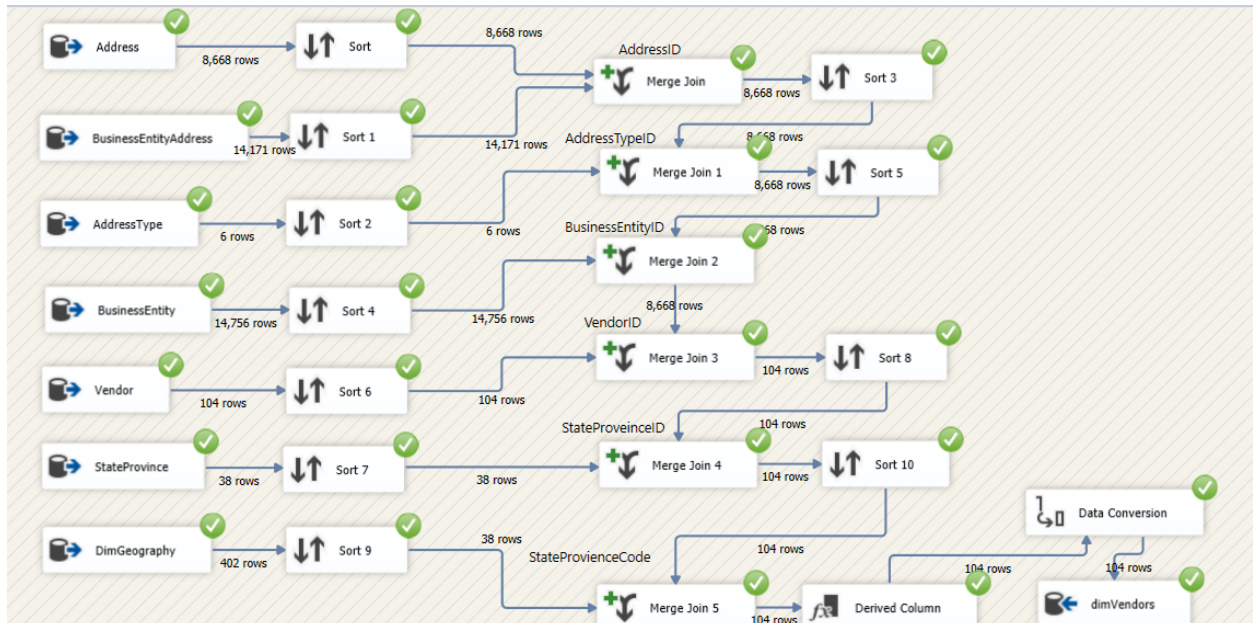 Address
8,668 rows
Sort
8,668 rows
AddressID
Merge Join
8,668 rows
Sort 3
BusinessEntityAddress
14,171 rows
Sort 1
14,171 rows
AddressTypeID
8,668 rows
Merge Join 1
8,668 rows
Sort 5
AddressType
6 rows
Sort 2
6 rows
BusinessEntityID
68 rows
Merge Join 2
BusinessEntity
14,756 rows
Sort 4
14,756 rows
8,668 rows
VendorID
Merge Join 3
104 rows
Sort 8
Vendor
104 rows
Sort 6
104 rows
StateProveinceID
104 rows
Merge Join 4
104 rows
Sort 10
StateProvince
38 rows
Sort 7
38 rows
Data Conversion
DimGeography
402 rows
Sort 9
38 rows
StateProvienceCode
104 rows
Merge Join 5
104 rows
Derived Column
104 rows
104 rows
dimVendors